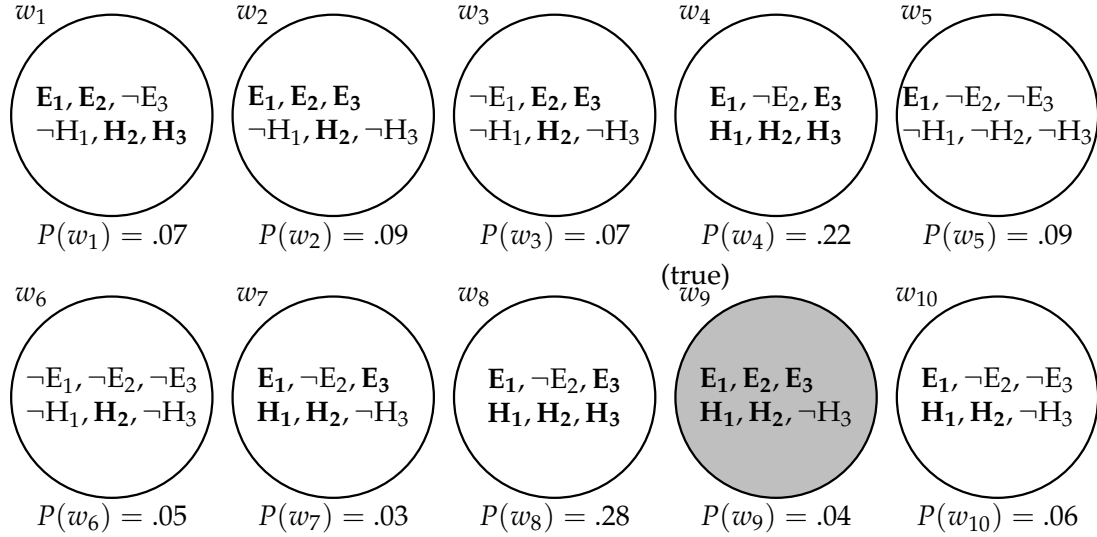 w₁ w₂ w₃ w₄ w₅
E₁, E₂, ¬E₃
¬H₁, H₂, H₃
E₁, E₂, E₃
¬H₁, H₂, ¬H₃
¬E₁, E₂, E₃
¬H₁, H₂, ¬H₃
E₁, ¬E₂, E₃
H₁, H₂, H₃
E₁, ¬E₂, ¬E₃
¬H₁, ¬H₂, ¬H₃
P(w₁) = .07 P(w₂) = .09 P(w₃) = .07 P(w₄) = .22 P(w₅) = .09
(true)
w₆ w₇ w₈ w₉ w₁₀
¬E₁, ¬E₂, ¬E₃
¬H₁, H₂, ¬H₃
E₁, ¬E₂, E₃
H₁, H₂, ¬H₃
E₁, ¬E₂, E₃
H₁, H₂, H₃
E₁, E₂, E₃
H₁, H₂, ¬H₃
E₁, ¬E₂, ¬E₃
H₁, H₂, ¬H₃
P(w₆) = .05 P(w₇) = .03 P(w₈) = .28 P(w₉) = .04 P(w₁₀) = .06